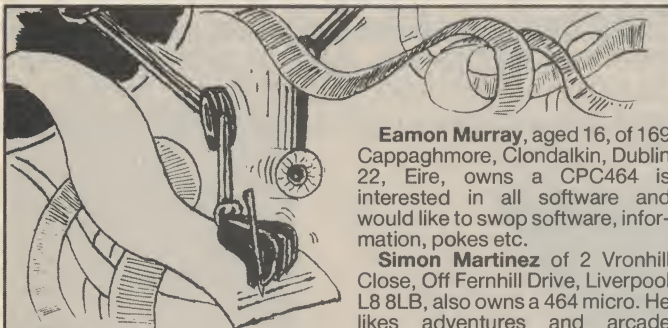 Eamon Murray, aged 16, of 169
Cappaghmore, Clondalkin, Dublin
22, Eire, owns a CPC464 is
interested in all software and
would like to swop software, infor-
mation, pokes etc.
Simon Martinez of 2 Vronhill
Close, Off Fernhill Drive, Liverpool
L8 8LB, also owns a 464 micro. He
likes adventures and arcade